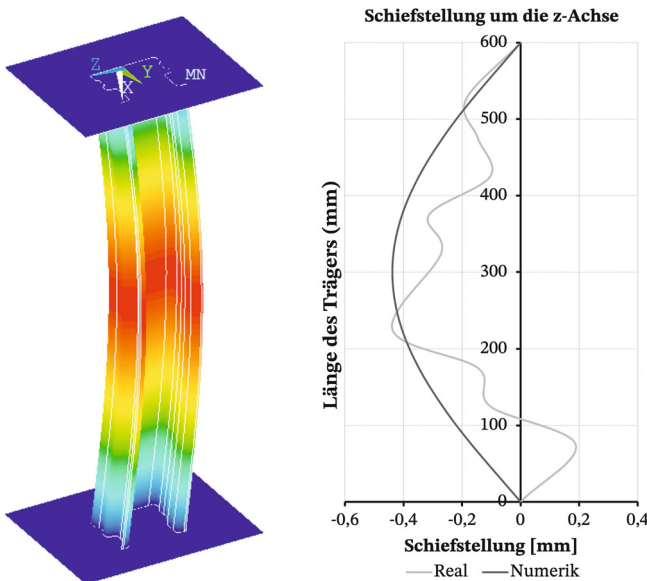 Z
Y
X
MN
Schiefstellung um die z-Achse
Länge des Trägers (mm)
600
500
400
300
200
100
0
-0,6
-0,4
-0,2
0
0,2
0,4
Schiefstellung [mm]
Real
Numerik